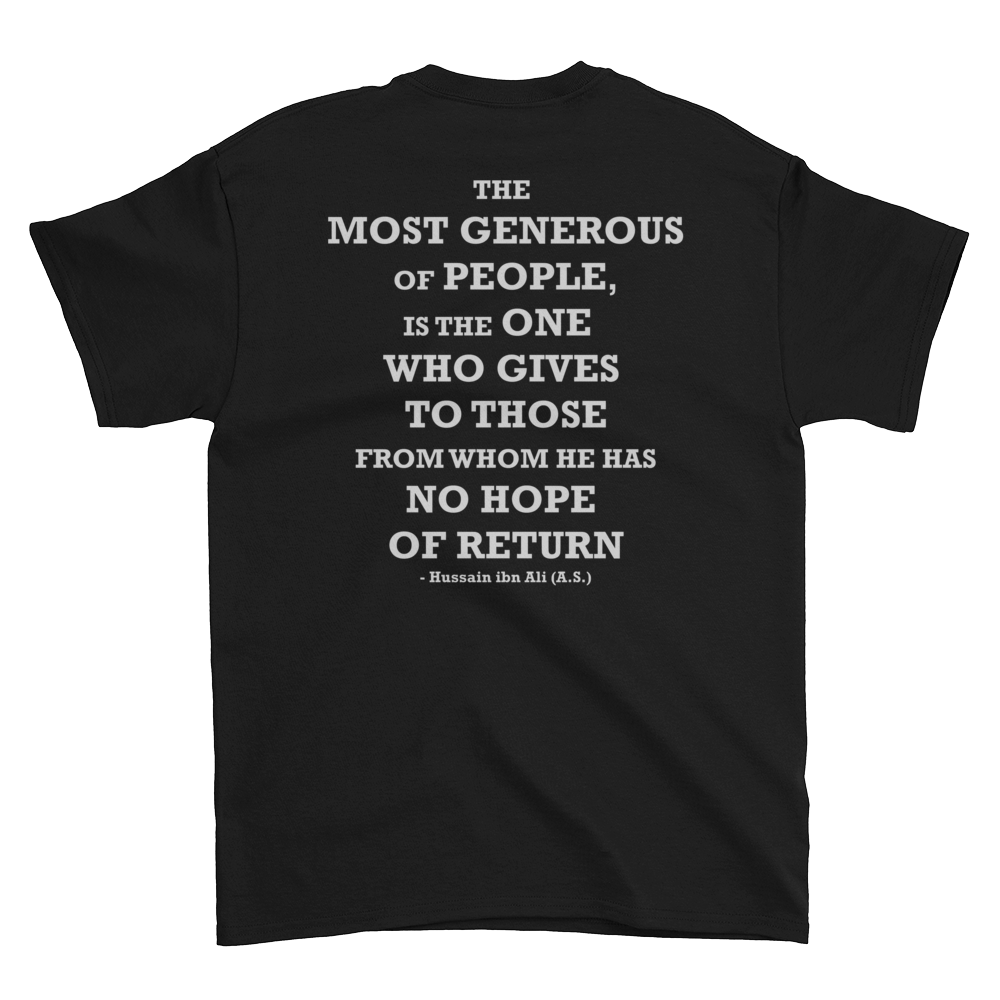 THE
MOST GENEROUS
OF PEOPLE,
IS THE ONE
WHO GIVES
TO THOSE
FROM WHOM HE HAS
NO HOPE
OF RETURN
- Hussain ibn Ali (A.S.)